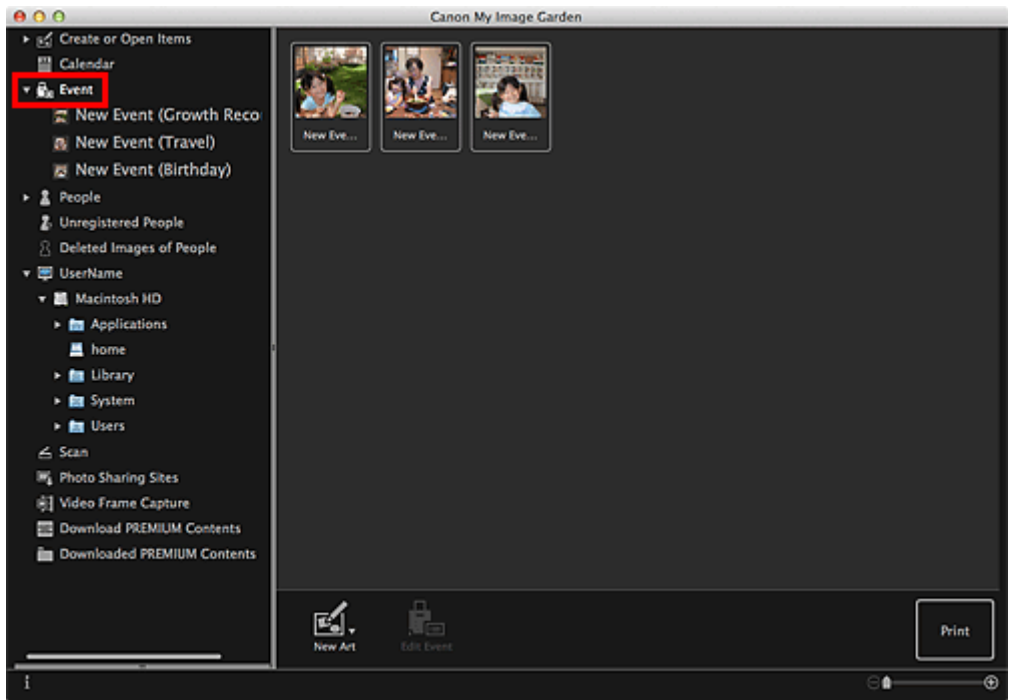 Canon My Image Garden
Create or Open Items
Calendar
Event
New Event (Growth Reco
New Event (Travel)
New Event (Birthday)
People
Unregistered People
Deleted Images of People
UserName
Macintosh HD
Applications
home
Library
System
Users
Scan
Photo Sharing Sites
Video Frame Capture
Download PREMIUM Contents
Downloaded PREMIUM Contents
New Eve... New Eve... New Eve...
New Art Edit Event Print